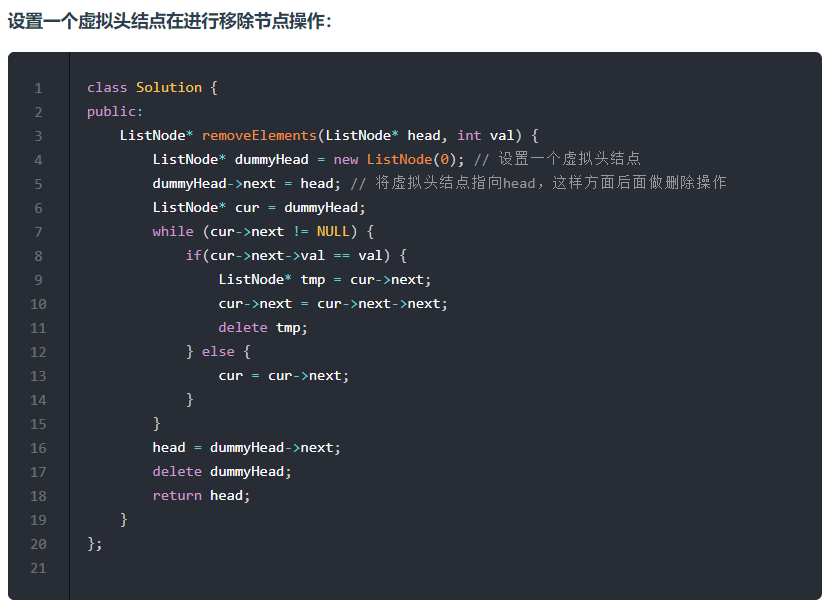 设置一个虚拟头结点在进行移除节点操作：
1 class Solution {
2 public:
3     ListNode* removeElements(ListNode* head, int val) {
4         ListNode* dummyHead = new ListNode(0); // 设置一个虚拟头结点
5         dummyHead->next = head; // 将虚拟头结点指向head，这样方面后面做删除操作
6         ListNode* cur = dummyHead;
7         while (cur->next != NULL) {
8             if(cur->next->val == val) {
9                 ListNode* tmp = cur->next;
10                 cur->next = cur->next->next;
11                 delete tmp;
12             } else {
13                 cur = cur->next;
14             }
15         }
16         head = dummyHead->next;
17         delete dummyHead;
18         return head;
19     }
20 };
21